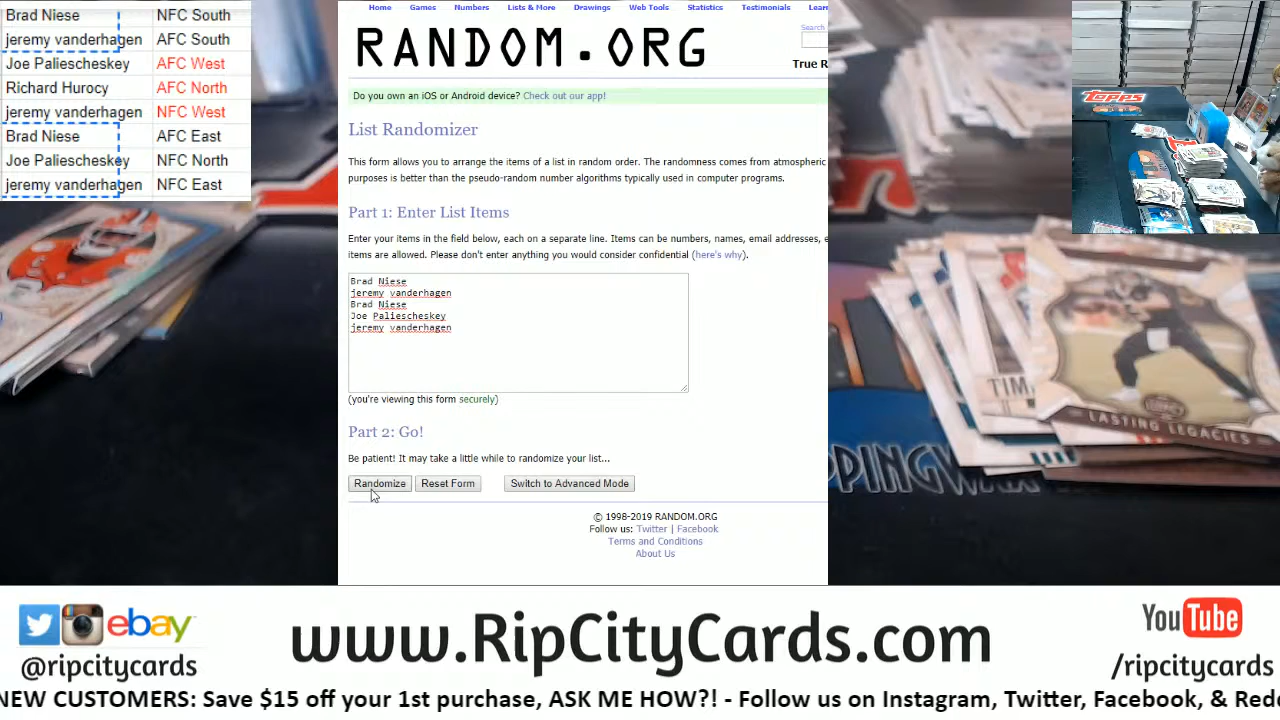 Brad Niese NFC South
jeremy vanderhagen AFC South
Joe Paliescheskey AFC West
Richard Hurocy AFC North
jeremy vanderhagen NFC West
Brad Niese AFC East
Joe Paliescheskey NFC North
jeremy vanderhagen NFC East
Home Games Numbers Lists & More Drawings Web Tools Statistics Testimonials Learn
Search
RANDOM.ORG
True R
Do you own an iOS or Android device? Check out our app!
List Randomizer
This form allows you to arrange the items of a list in random order. The randomness comes from atmospheric
purposes is better than the pseudo-random number algorithms typically used in computer programs.
Part 1: Enter List Items
Enter your items in the field below, each on a separate line. Items can be numbers, names, email addresses, e
items are allowed. Please don't enter anything you would consider confidential (here's why).
Brad Niese
jeremy vanderhagen
Brad Niese
Joe Paliescheskey
jeremy vanderhagen
(you're viewing this form securely)
Part 2: Go!
Be patient! It may take a little while to randomize your list...
Randomize Reset Form Switch to Advanced Mode
© 1998-2019 RANDOM.ORG
Follow us: Twitter | Facebook
Terms and Conditions
About Us
Topps
TIM
LASTING LEGACIES
ebay
@ripcitycards
www.RipCityCards.com
YouTube
/ripcitycards
NEW CUSTOMERS: Save $15 off your 1st purchase, ASK ME HOW?! - Follow us on Instagram, Twitter, Facebook, & Redd